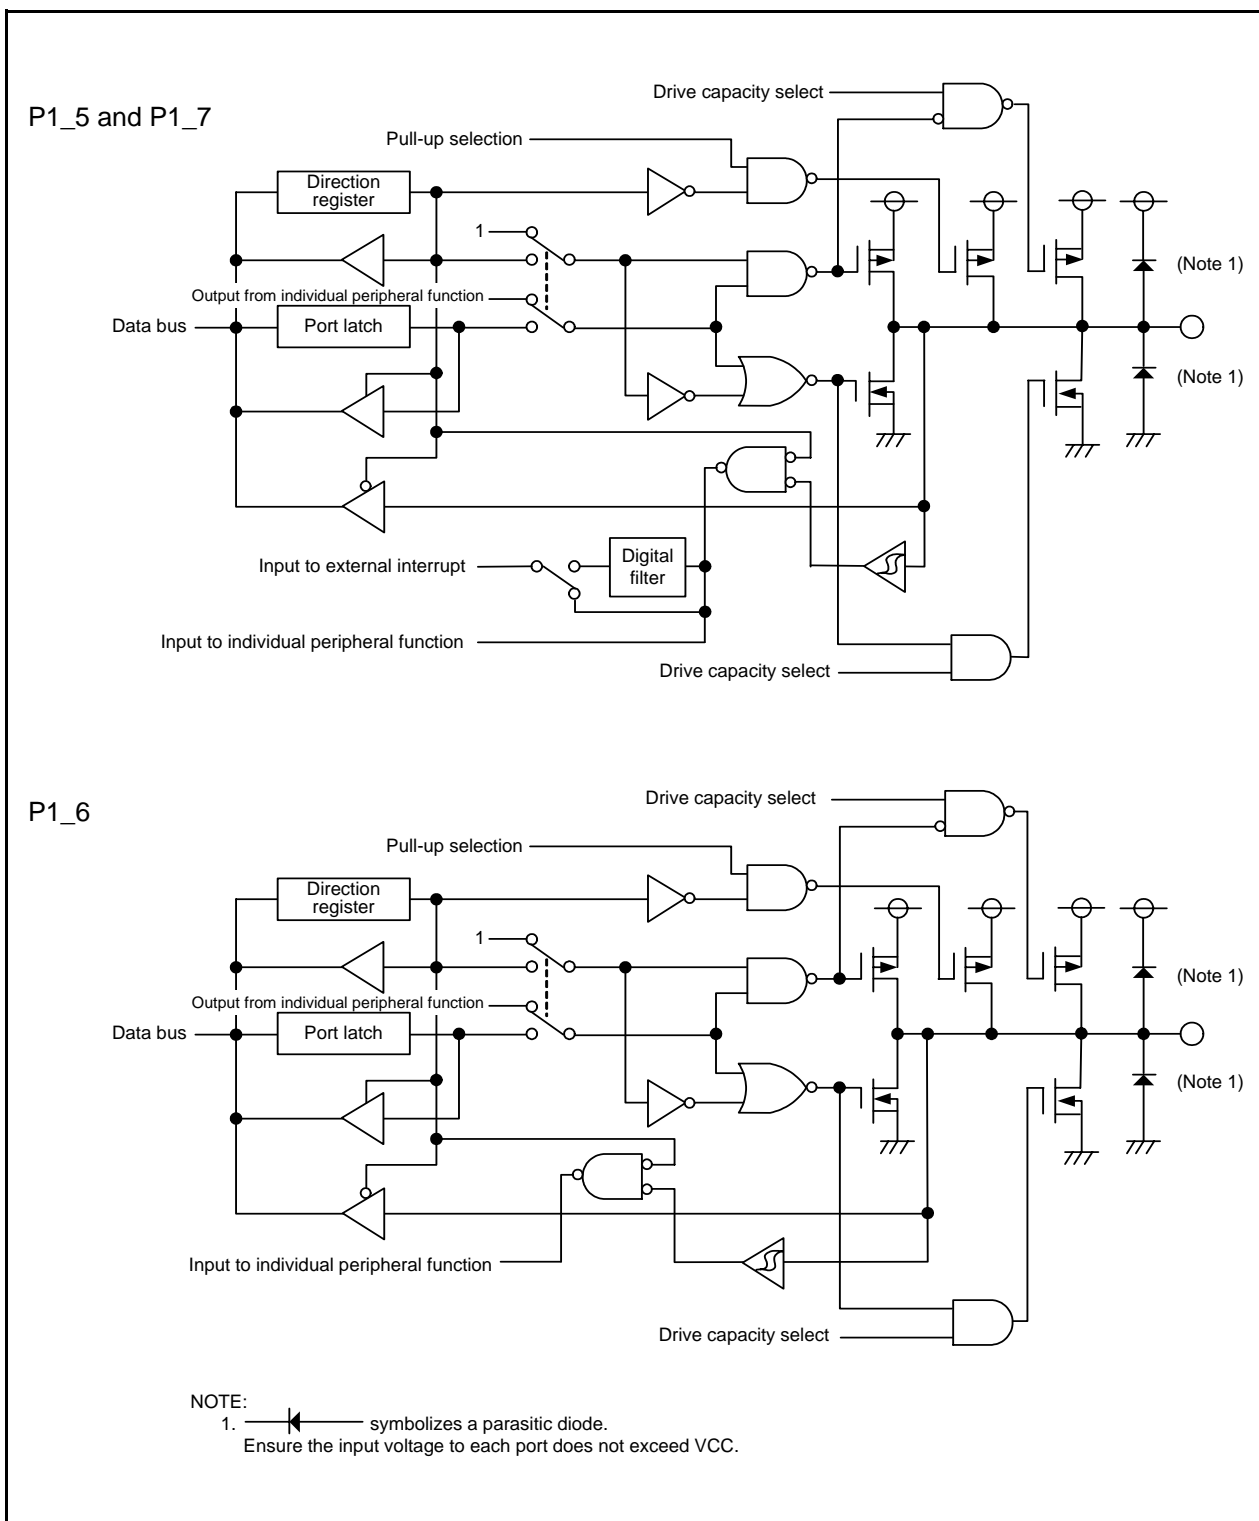 P1_5 and P1_7
Drive capacity select
Pull-up selection
Direction
register
1
Output from individual peripheral function
Data bus
Port latch
(Note 1)
(Note 1)
Input to external interrupt
Digital
filter
Input to individual peripheral function
Drive capacity select
P1_6
Drive capacity select
Pull-up selection
Direction
register
1
Output from individual peripheral function
Data bus
Port latch
(Note 1)
(Note 1)
Input to individual peripheral function
Drive capacity select
NOTE:
1. symbolizes a parasitic diode.
Ensure the input voltage to each port does not exceed VCC.